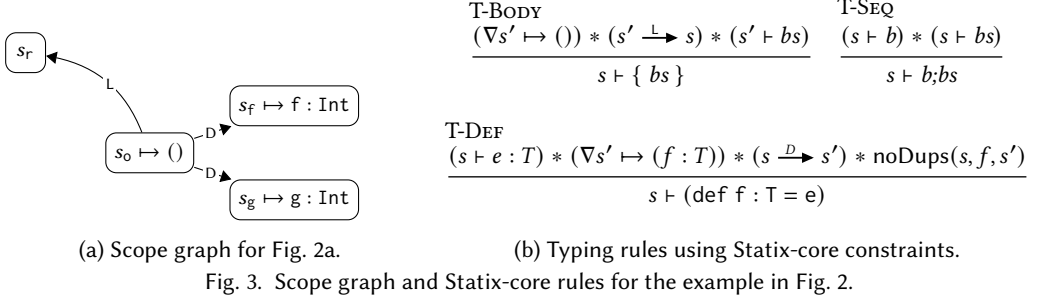 s_r
L
s_o ↦ ()
D
s_f ↦ f : Int
D
s_g ↦ g : Int
(a) Scope graph for Fig. 2a.
T-Body
(∇s′ ↦ ()) * (s′ —L→ s) * (s′ ⊢ bs)
s ⊢ { bs }
T-Seq
(s ⊢ b) * (s ⊢ bs)
s ⊢ b;bs
T-Def
(s ⊢ e : T) * (∇s′ ↦ (f : T)) * (s —D→ s′) * noDups(s, f, s′)
s ⊢ (def f : T = e)
(b) Typing rules using Statix-core constraints.
Fig. 3. Scope graph and Statix-core rules for the example in Fig. 2.